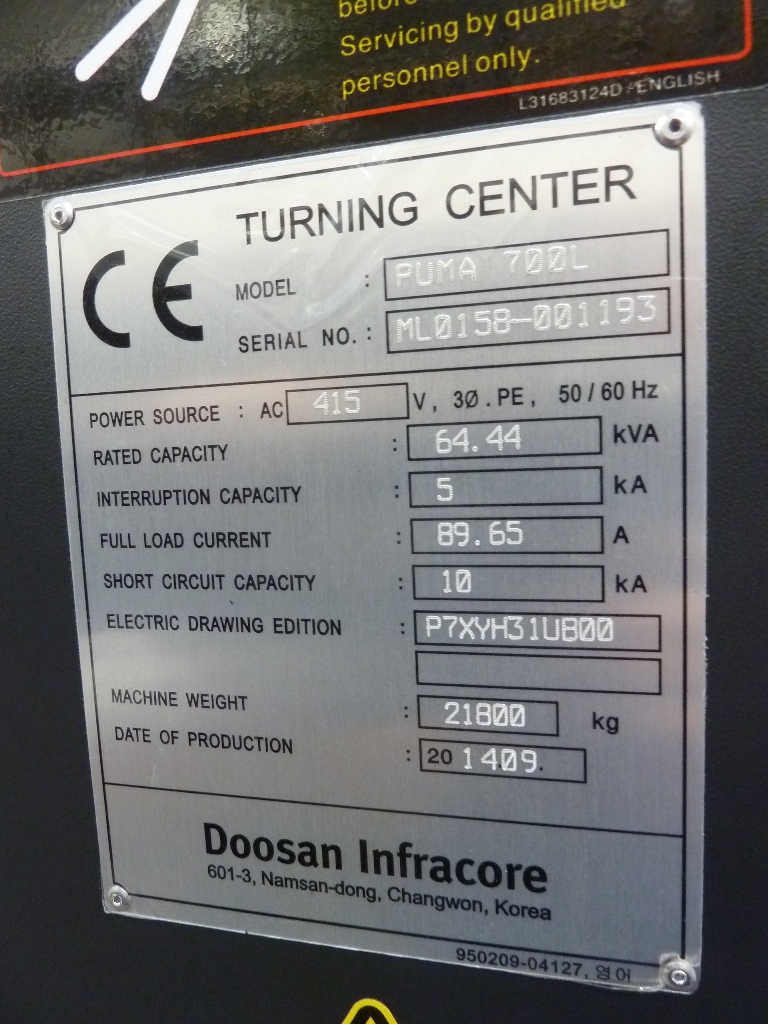 Servicing by qualified
personnel only.
L31683124D / ENGLISH
TURNING CENTER
CE
MODEL : PUMA 700L
SERIAL NO. : ML0158-001193
POWER SOURCE : AC 415 V, 3Ø.PE, 50/60 Hz
RATED CAPACITY : 64.44 kVA
INTERRUPTION CAPACITY : 5 kA
FULL LOAD CURRENT : 89.65 A
SHORT CIRCUIT CAPACITY : 10 kA
ELECTRIC DRAWING EDITION : P7XYH31UB00
MACHINE WEIGHT : 21800 kg
DATE OF PRODUCTION : 20 1409.
Doosan Infracore
601-3, Namsan-dong, Changwon, Korea
950209-04127, 영어